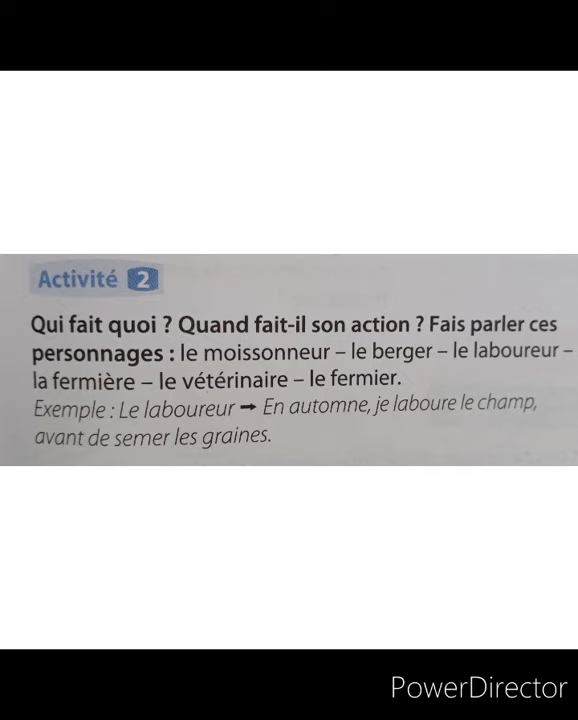 Activité 2
Qui fait quoi ? Quand fait-il son action ? Fais parler ces
personnages : le moissonneur – le berger – le laboureur –
la fermière – le vétérinaire – le fermier.
Exemple : Le laboureur ➞ En automne, je laboure le champ,
avant de semer les graines.
PowerDirector